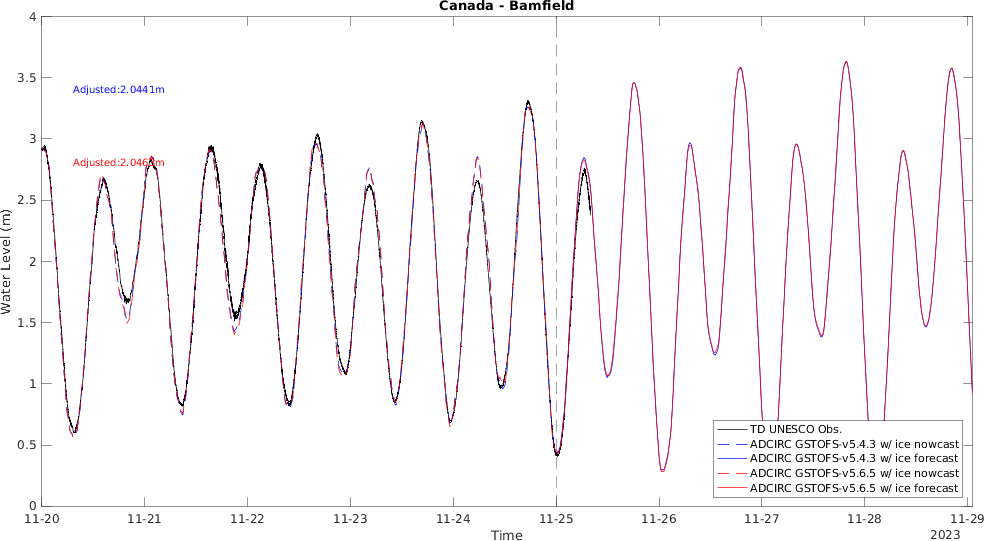 Canada - Bamfield
4
3.5
3
2.5
2
1.5
1
0.5
0
Water Level (m)
Adjusted:2.0441m
TD UNESCO Obs.
ADCIRC GSTOFS-v5.4.3 w/ ice nowcast
ADCIRC GSTOFS-v5.4.3 w/ ice forecast
ADCIRC GSTOFS-v5.6.5 w/ ice nowcast
ADCIRC GSTOFS-v5.6.5 w/ ice forecast
11-20 11-21 11-22 11-23 11-24 11-25 11-26 11-27 11-28 11-29
Time
2023